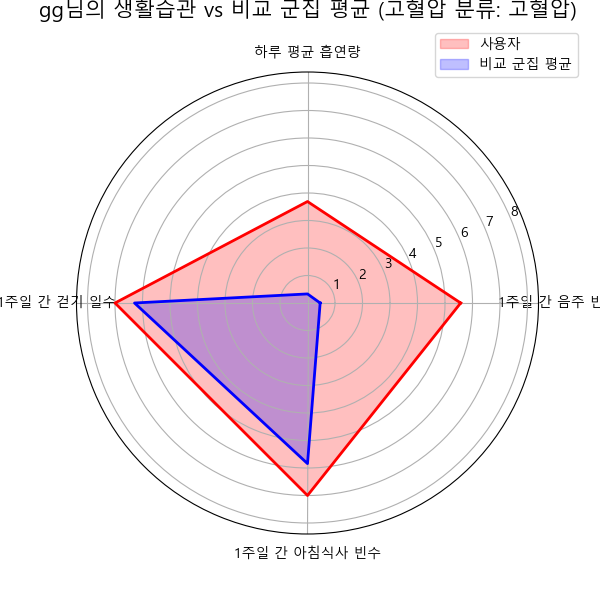 gg님의 생활습관 vs 비교 군집 평균 (고혈압 분류: 고혈압)
사용자
비교 군집 평균
하루 평균 흡연량
8
7
6
5
4
3
2
1
1주일 간 걷기 일수
1주일 간 음주 빈
1주일 간 아침식사 빈수